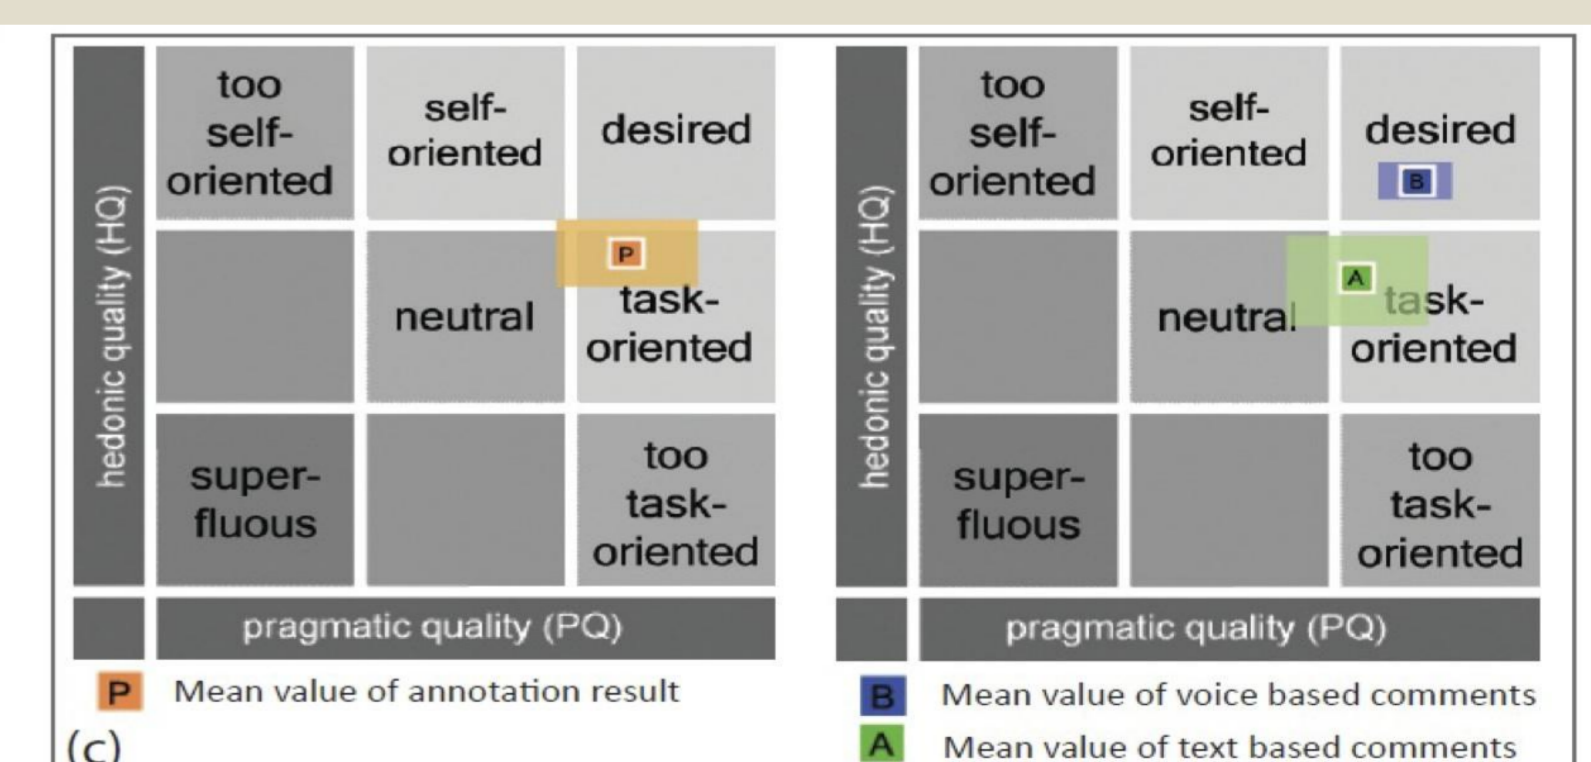 hedonic quality (HQ)
too
self-
oriented
self-
oriented
desired
P
neutral
task-
oriented
super-
fluous
too
task-
oriented
pragmatic quality (PQ)
P Mean value of annotation result
(c)
hedonic quality (HQ)
too
self-
oriented
self-
oriented
desired
B
A
neutral
task-
oriented
super-
fluous
too
task-
oriented
pragmatic quality (PQ)
B Mean value of voice based comments
A Mean value of text based comments